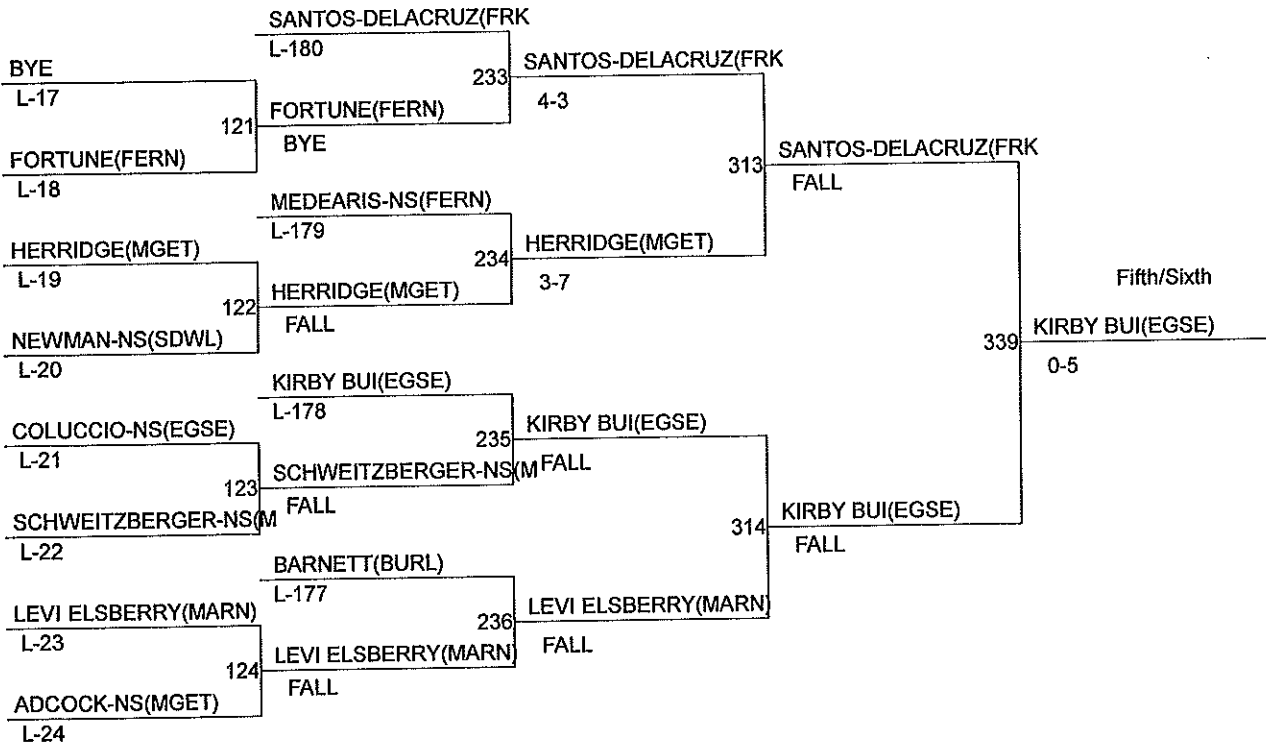 SANTOS-DELACRUZ(FRK
L-180
BYE
L-17
233
SANTOS-DELACRUZ(FRK
4-3
121
FORTUNE(FERN)
BYE
FORTUNE(FERN)
L-18
313
SANTOS-DELACRUZ(FRK
FALL
MEDEARIS-NS(FERN)
L-179
HERRIDGE(MGET)
L-19
234
HERRIDGE(MGET)
3-7
122
HERRIDGE(MGET)
FALL
NEWMAN-NS(SDWL)
L-20
Fifth/Sixth
339
KIRBY BUI(EGSE)
0-5
KIRBY BUI(EGSE)
L-178
COLUCCIO-NS(EGSE)
L-21
235
KIRBY BUI(EGSE)
FALL
123
SCHWEITZBERGER-NS(M
FALL
SCHWEITZBERGER-NS(M
L-22
314
KIRBY BUI(EGSE)
FALL
BARNETT(BURL)
L-177
LEVI ELSBERRY(MARN)
L-23
236
LEVI ELSBERRY(MARN)
FALL
124
LEVI ELSBERRY(MARN)
FALL
ADCOCK-NS(MGET)
L-24